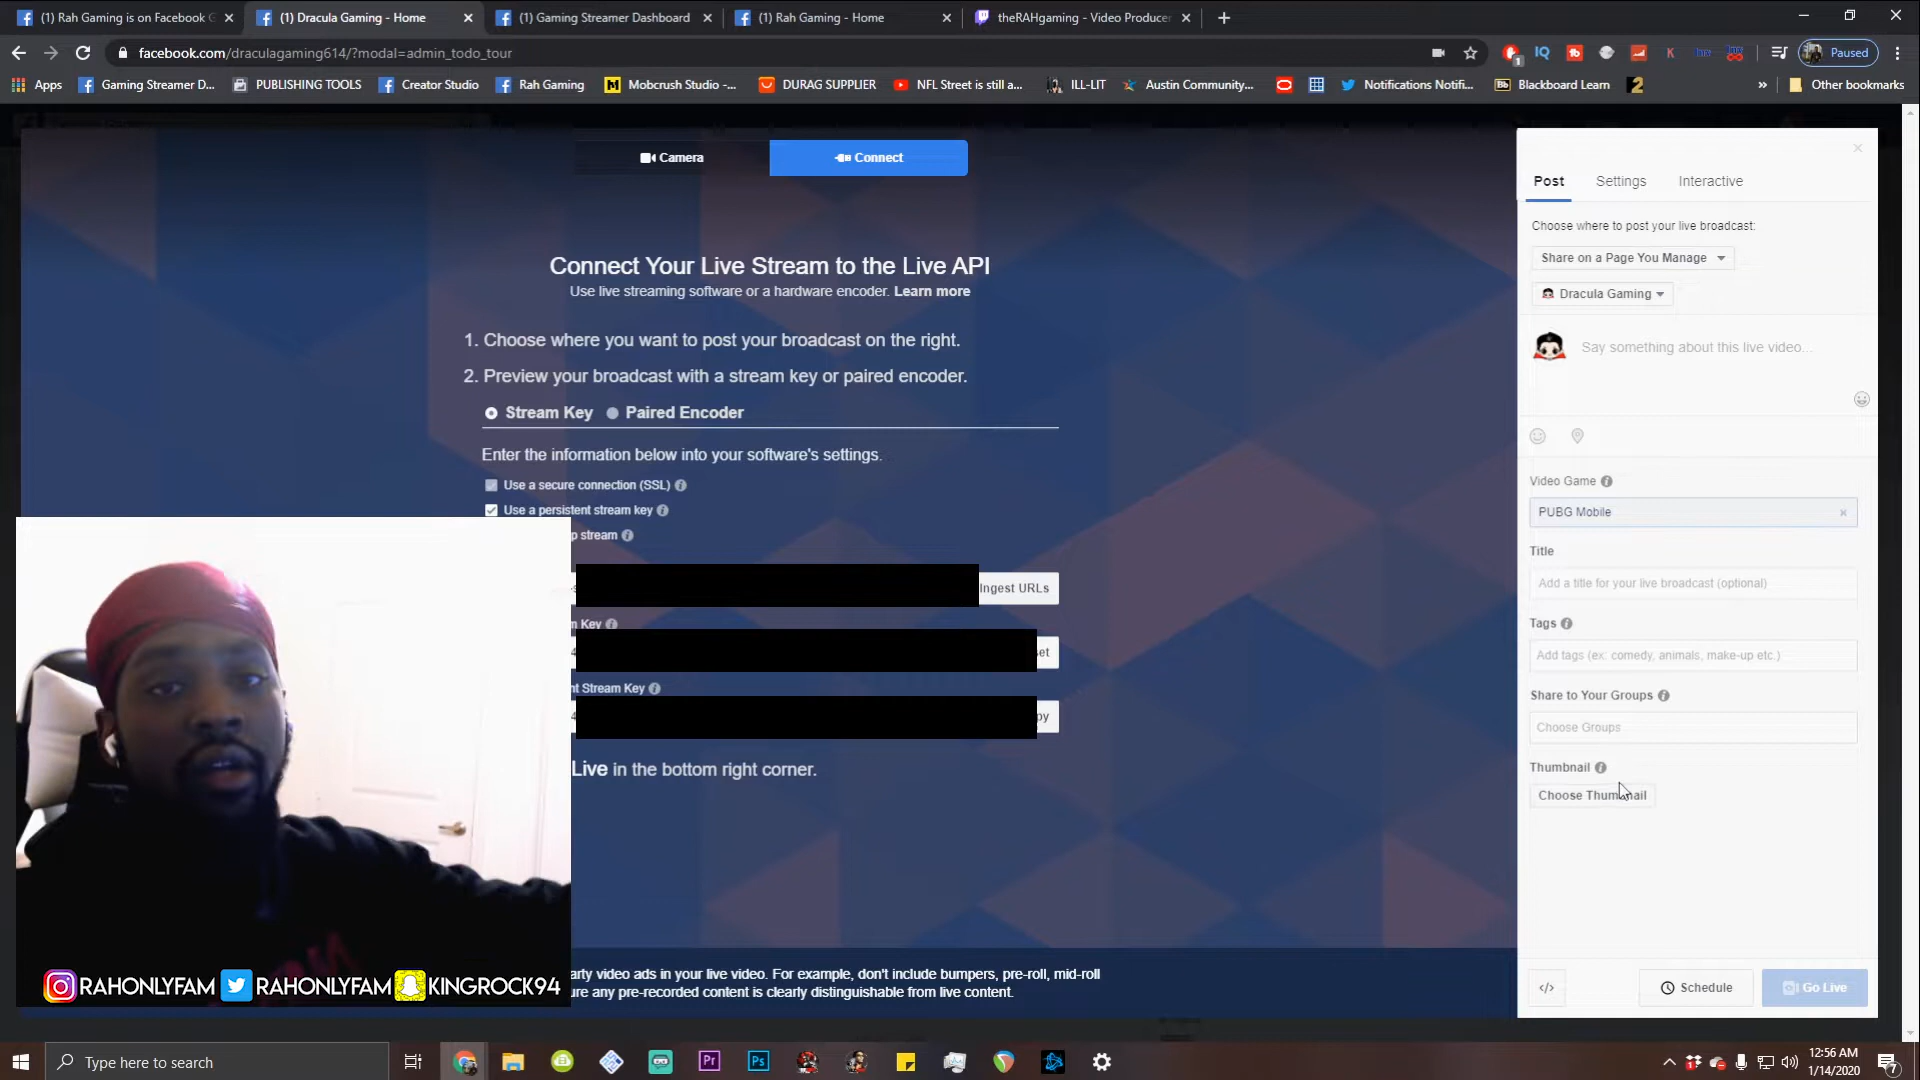 (1) Rah Gaming is on Facebook G
(1) Dracula Gaming - Home
(1) Gaming Streamer Dashboard
(1) Rah Gaming - Home
theRAHgaming - Video Producer
facebook.com/draculagaming614/?modal=admin_todo_tour
Paused
Apps
Gaming Streamer D...
PUBLISHING TOOLS
Creator Studio
Rah Gaming
Mobcrush Studio -...
DURAG SUPPLIER
NFL Street is still a...
ILL-LIT
Austin Community...
Notifications Notifi...
Blackboard Learn
Other bookmarks
Camera
Connect
Connect Your Live Stream to the Live API
Use live streaming software or a hardware encoder. Learn more
1. Choose where you want to post your broadcast on the right.
2. Preview your broadcast with a stream key or paired encoder.
Stream Key
Paired Encoder
Enter the information below into your software's settings.
Use a secure connection (SSL)
Use a persistent stream key
p stream
Ingest URLs
m Key
set
nt Stream Key
py
Live in the bottom right corner.
arty video ads in your live video. For example, don't include bumpers, pre-roll, mid-roll
ure any pre-recorded content is clearly distinguishable from live content.
Post
Settings
Interactive
Choose where to post your live broadcast:
Share on a Page You Manage
Dracula Gaming
Say something about this live video...
Video Game
PUBG Mobile
Title
Add a title for your live broadcast (optional)
Tags
Add tags (ex: comedy, animals, make-up etc.)
Share to Your Groups
Choose Groups
Thumbnail
Choose Thumbnail
</>
Schedule
Go Live
RAHONLYFAM
RAHONLYFAM
KINGROCK94
Type here to search
12:56 AM
1/14/2020